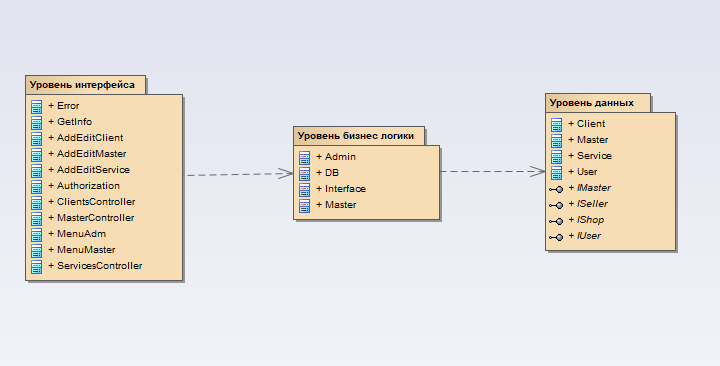 Уровень интерфейса
+ Error
+ GetInfo
+ AddEditClient
+ AddEditMaster
+ AddEditService
+ Authorization
+ ClientsController
+ MasterController
+ MenuAdm
+ MenuMaster
+ ServicesController
Уровень бизнес логики
+ Admin
+ DB
+ Interface
+ Master
Уровень данных
+ Client
+ Master
+ Service
+ User
+ IMaster
+ ISeller
+ IShop
+ IUser